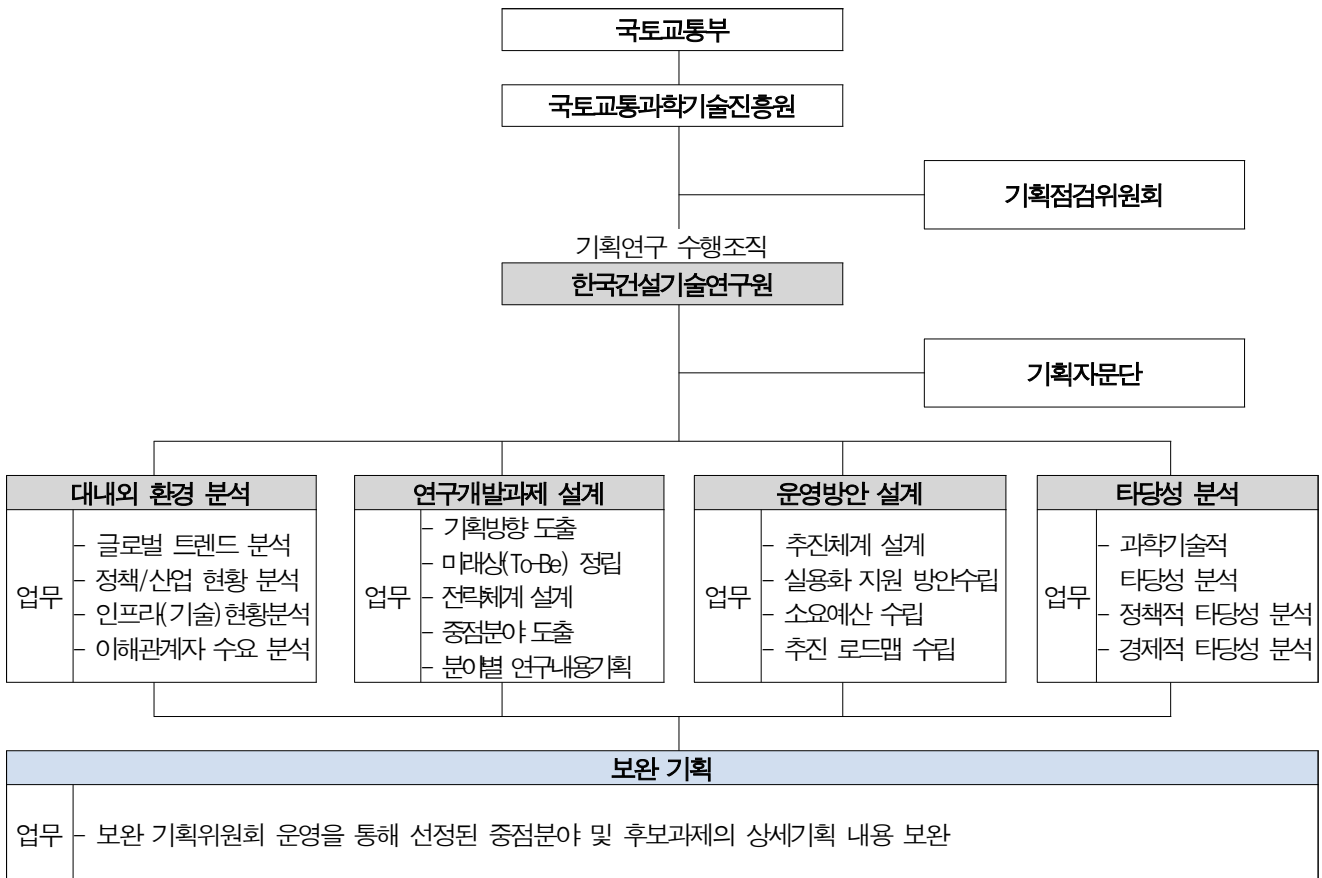 국토교통부
국토교통과학기술진흥원
기획점검위원회
기획연구 수행조직
한국건설기술연구원
기획자문단
대내외 환경 분석
업무
- 글로벌 트렌드 분석
- 정책/산업 현황 분석
- 인프라(기술)현황분석
- 이해관계자 수요 분석
연구개발과제 설계
업무
- 기획방향 도출
- 미래상(To-Be) 정립
- 전략체계 설계
- 중점분야 도출
- 분야별 연구내용기획
운영방안 설계
업무
- 추진체계 설계
- 실용화 지원 방안수립
- 소요예산 수립
- 추진 로드맵 수립
타당성 분석
업무
- 과학기술적
타당성 분석
- 정책적 타당성 분석
- 경제적 타당성 분석
보완 기획
업무
- 보완 기획위원회 운영을 통해 선정된 중점분야 및 후보과제의 상세기획 내용 보완